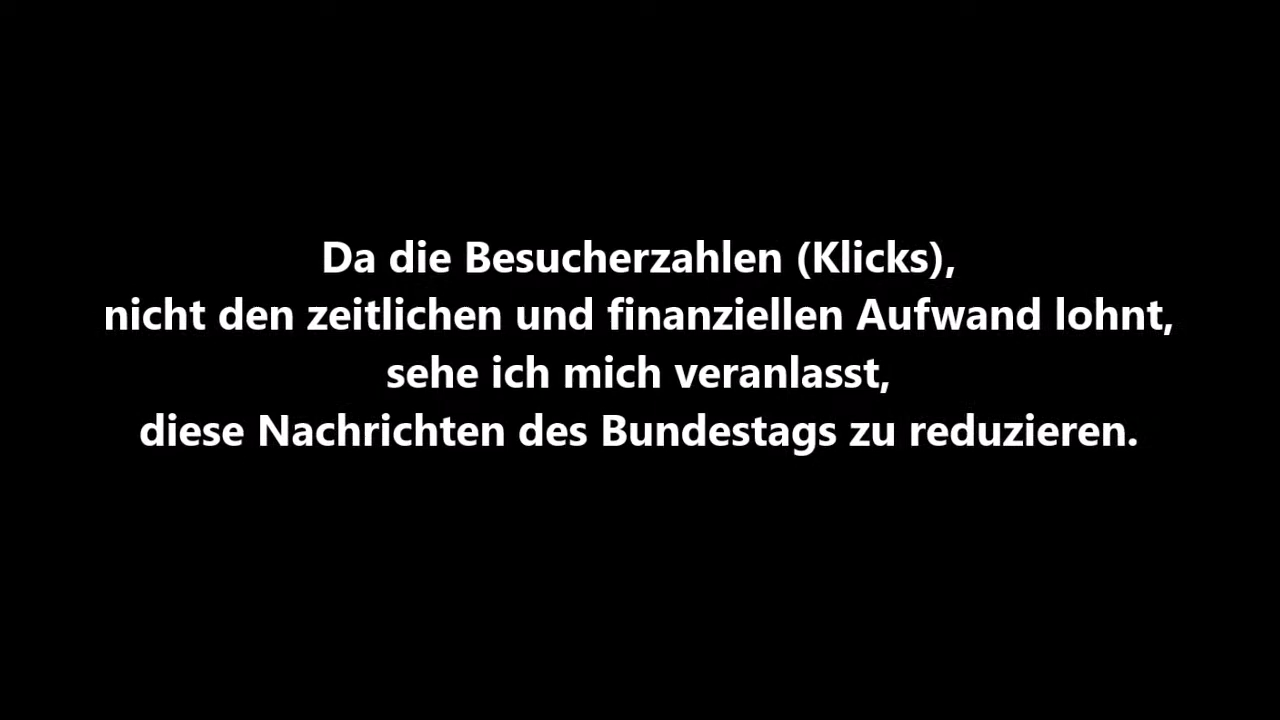 Da die Besucherzahlen (Klicks),
nicht den zeitlichen und finanziellen Aufwand lohnt,
sehe ich mich veranlasst,
diese Nachrichten des Bundestags zu reduzieren.